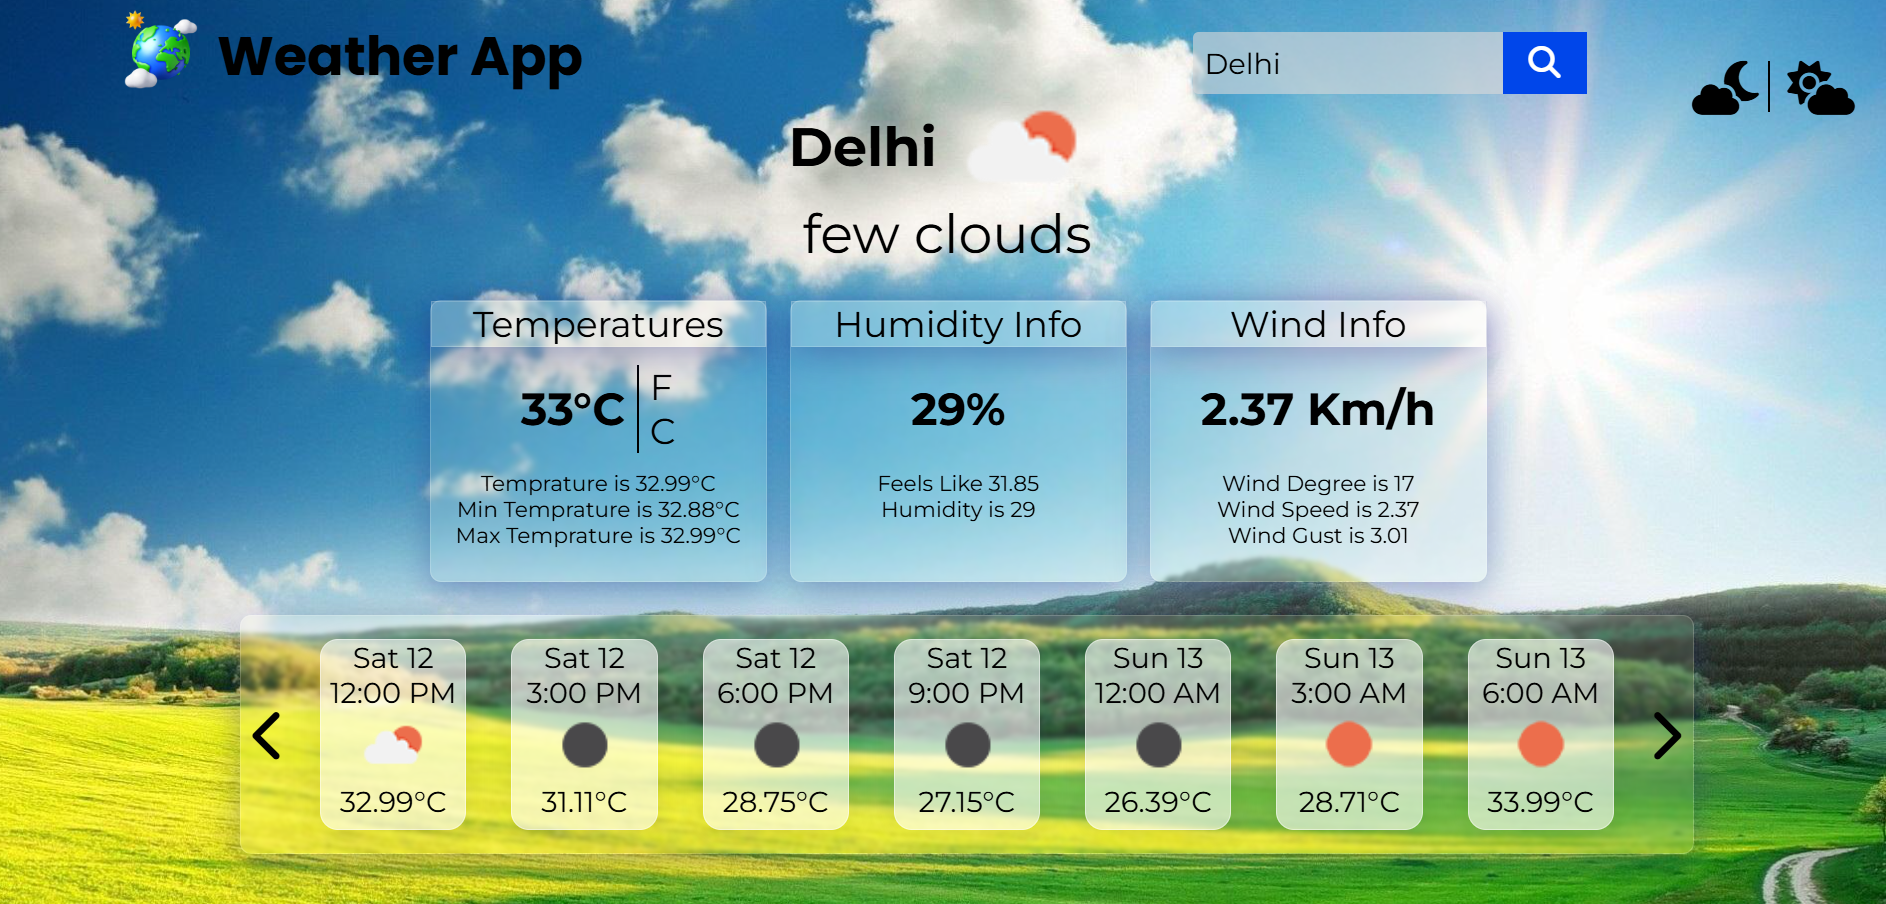 Weather App
Delhi
Delhi
few clouds
Temperatures
33°C
F
C
Temprature is 32.99°C
Min Temprature is 32.88°C
Max Temprature is 32.99°C
Humidity Info
29%
Feels Like 31.85
Humidity is 29
Wind Info
2.37 Km/h
Wind Degree is 17
Wind Speed is 2.37
Wind Gust is 3.01
Sat 12
12:00 PM
32.99°C
Sat 12
3:00 PM
31.11°C
Sat 12
6:00 PM
28.75°C
Sat 12
9:00 PM
27.15°C
Sun 13
12:00 AM
26.39°C
Sun 13
3:00 AM
28.71°C
Sun 13
6:00 AM
33.99°C